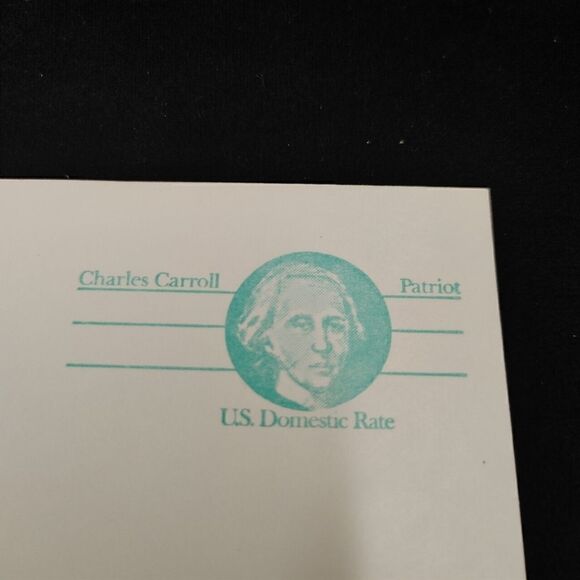 Charles Carroll Patriot
U.S. Domestic Rate